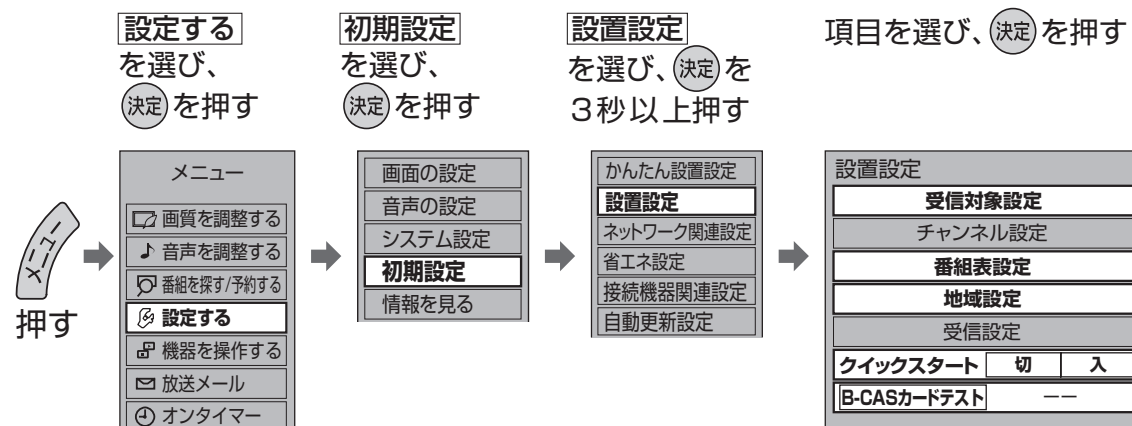 設定する
を選び、
決定を押す
初期設定
を選び、
決定を押す
設置設定
を選び、決定を
3秒以上押す
項目を選び、決定を押す
メニュー
押す
メニュー
画質を調整する
音声を調整する
番組を探す/予約する
設定する
機器を操作する
放送メール
オンタイマー
画面の設定
音声の設定
システム設定
初期設定
情報を見る
かんたん設置設定
設置設定
ネットワーク関連設定
省エネ設定
接続機器関連設定
自動更新設定
設置設定
受信対象設定
チャンネル設定
番組表設定
地域設定
受信設定
クイックスタート 切 入
B-CASカードテスト −−